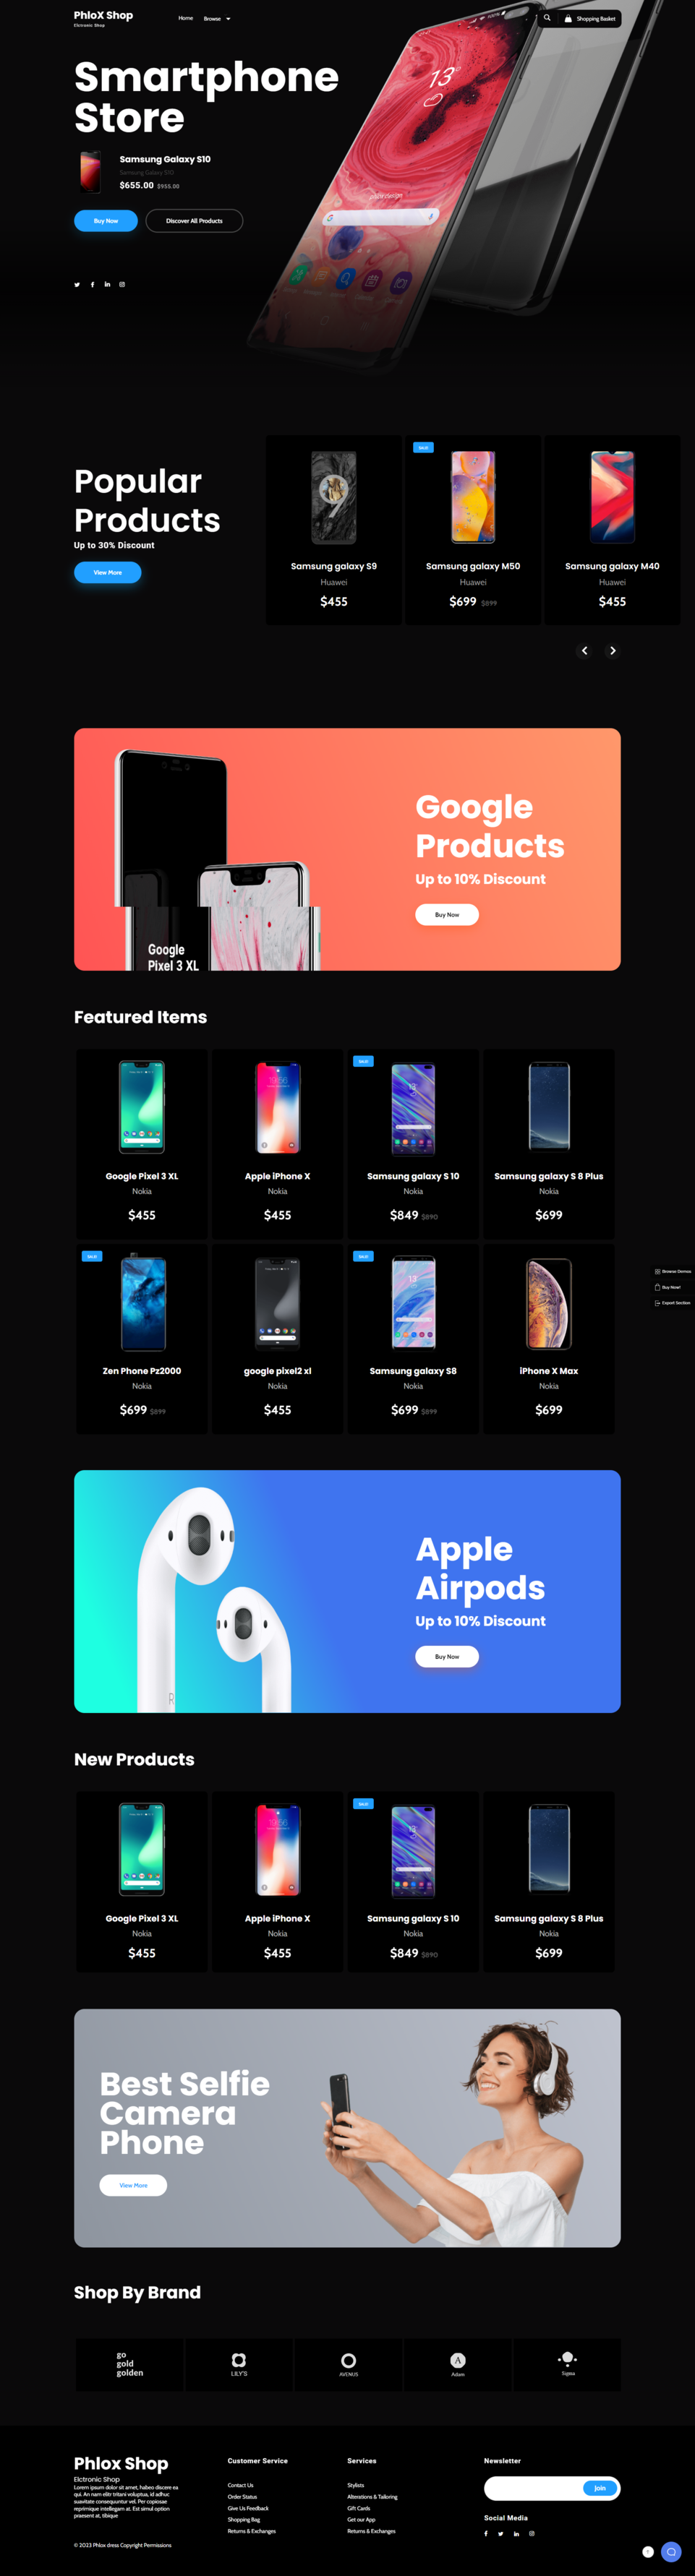 PhloX Shop
Elctronic Shop
Home
Browse
Shopping Basket
Smartphone
Store
Samsung Galaxy S10
Samsung Galaxy S10
$655.00 $955.00
Buy Now
Discover All Products
Popular
Products
Up to 30% Discount
View More
SALE!
Samsung galaxy S9
Huawei
$455
Samsung galaxy M50
Huawei
$699 $899
Samsung galaxy M40
Huawei
$455
Google
Products
Up to 10% Discount
Buy Now
Google
Pixel 3 XL
Featured Items
Google Pixel 3 XL
Nokia
$455
Apple iPhone X
Nokia
$455
SALE!
Samsung galaxy S 10
Nokia
$849 $890
Samsung galaxy S 8 Plus
Nokia
$699
SALE!
Zen Phone Pz2000
Nokia
$699 $899
google pixel2 xl
Nokia
$455
SALE!
Samsung galaxy S8
Nokia
$699 $899
iPhone X Max
Nokia
$699
Browse Demos
Buy Now!
Export Section
Apple
Airpods
Up to 10% Discount
Buy Now
R
New Products
Google Pixel 3 XL
Nokia
$455
Apple iPhone X
Nokia
$455
SALE!
Samsung galaxy S 10
Nokia
$849 $890
Samsung galaxy S 8 Plus
Nokia
$699
Best Selfie
Camera
Phone
View More
Shop By Brand
go
gold
golden
LILY'S
AVENUS
A
Adam
Sigma
Phlox Shop
Elctronic Shop
Lorem ipsum dolor sit amet, habeo discere ea
qui. An nam elitr tritani voluptua, id adhuc
suavitate consequuntur vel. Per copiosae
reprimique intellegam at. Est simul option
praesent at, tibique
© 2023 Phlox dress Copyright Permissions
Customer Service
Contact Us
Order Status
Give Us Feedback
Shopping Bag
Returns & Exchanges
Services
Stylists
Alterations & Tailoring
Gift Cards
Get our App
Returns & Exchanges
Newsletter
Join
Social Media